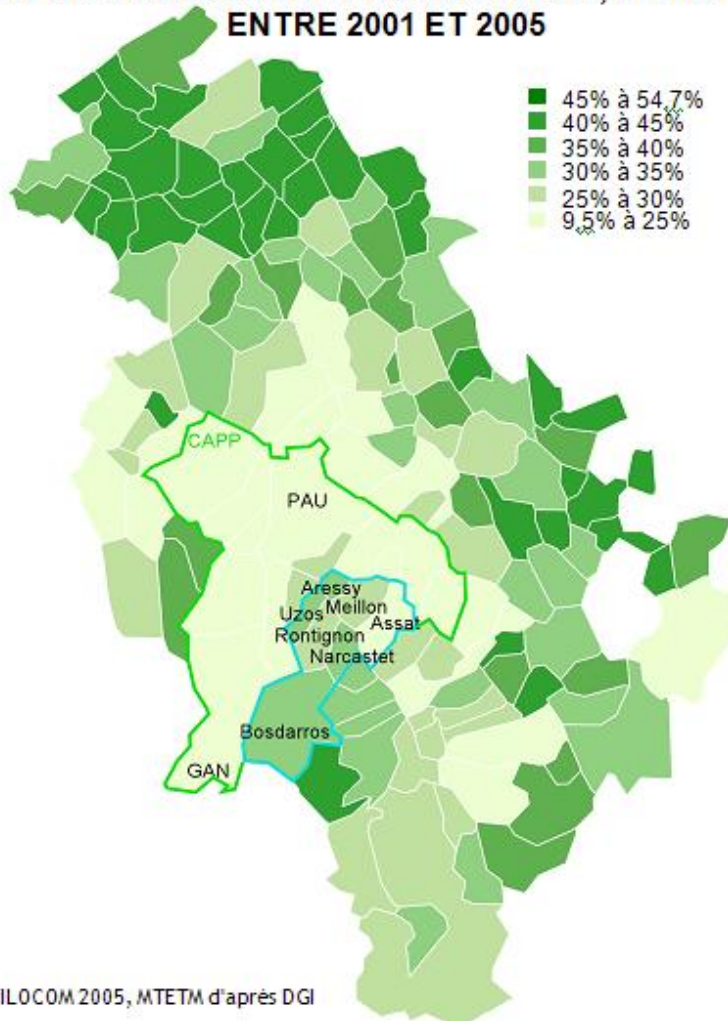 ENTRE 2001 ET 2005
45% à 54,7%
40% à 45%
35% à 40%
30% à 35%
25% à 30%
9,5% à 25%
CAPP
PAU
Aressy
Meillon
Uzos
Assat
Rontignon
Narcastet
Bosdarros
GAN
ILOCOM 2005, MTETM d'après DGI